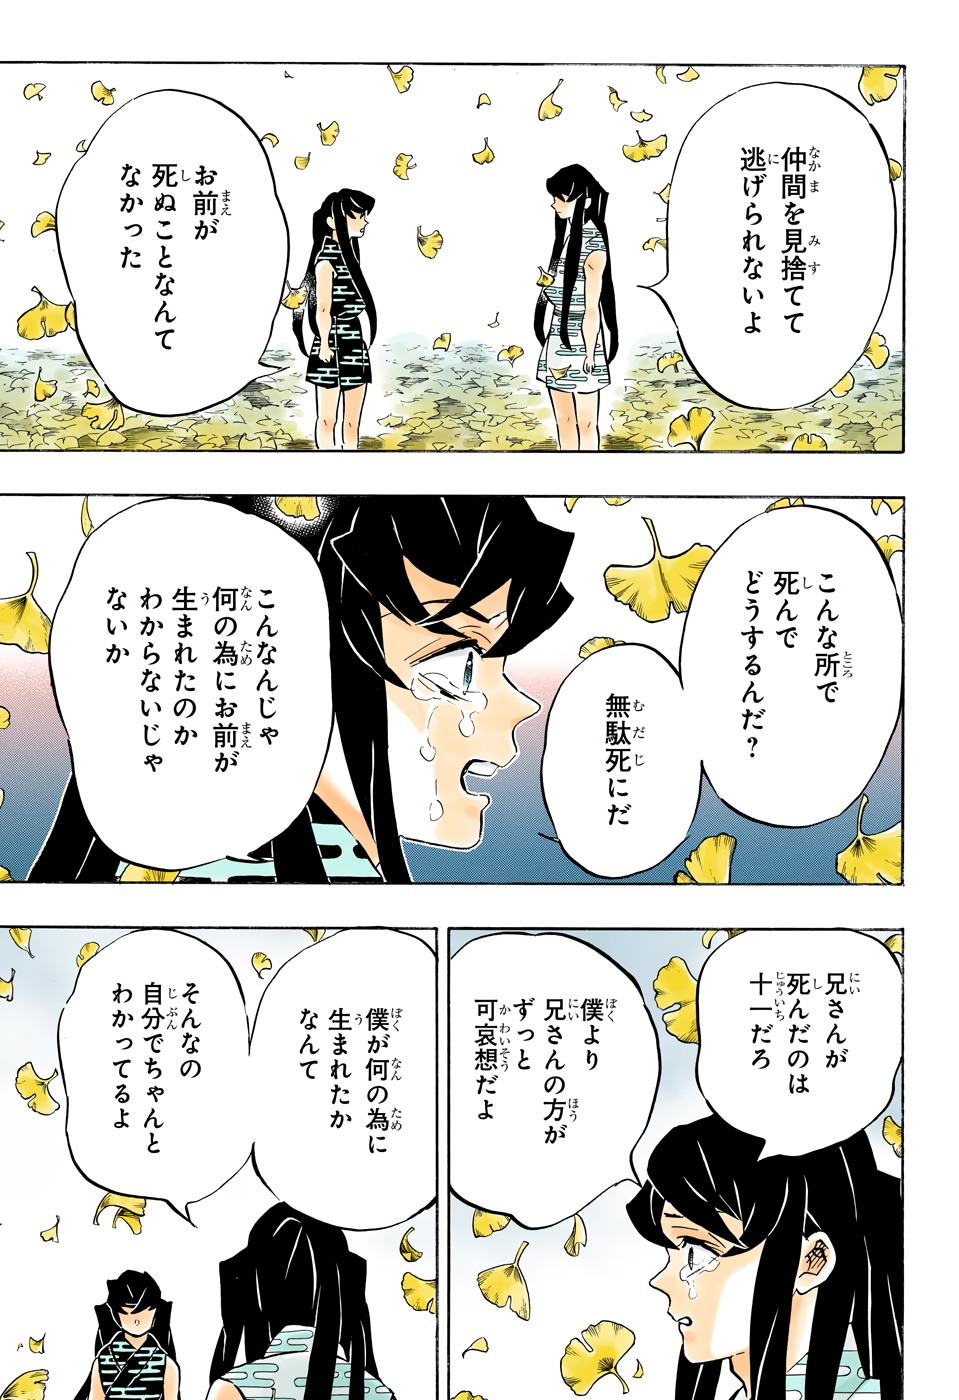 仲間を見捨てて
逃げられないよ
お前が
死ぬことなんて
なかった
こんな所で
死んで
どうするんだ?
無駄死にだ
こんなんじゃ
何の為にお前が
生まれたのか
わからないじゃ
ないか
兄さんが
死んだのは
十一だろ
僕より
兄さんの方が
ずっと
可哀想だよ
僕が何の為に
生まれたか
なんて
そんなの
自分でちゃんと
わかってるよ